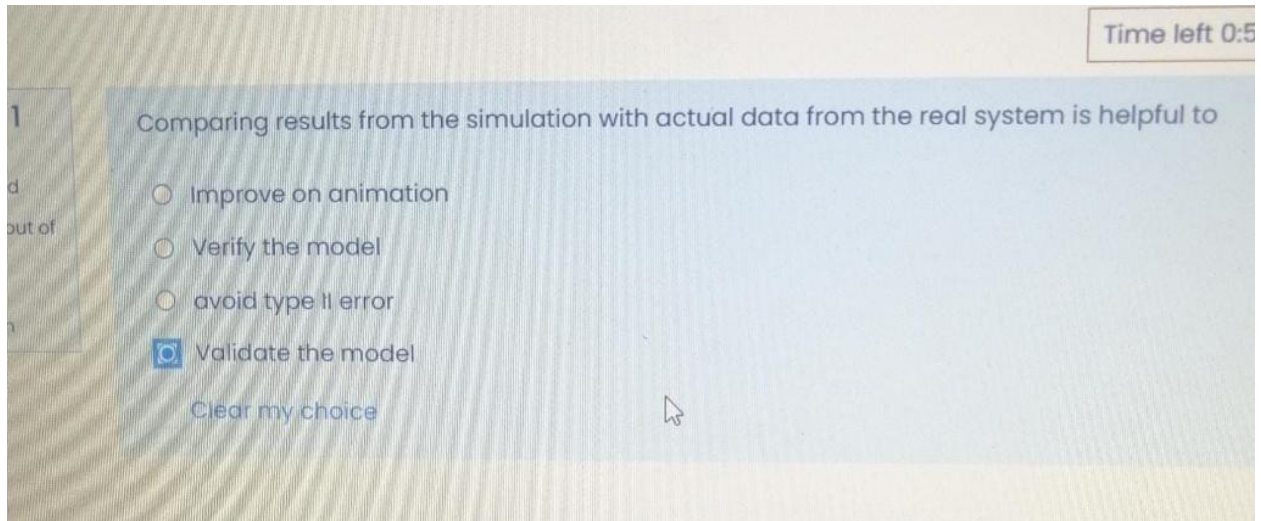 Time left 0:5
1
Comparing results from the simulation with actual data from the real system is helpful to
d
Improve on animation
out of
Verify the model
avoid type II error
Validate the model
Clear my choice